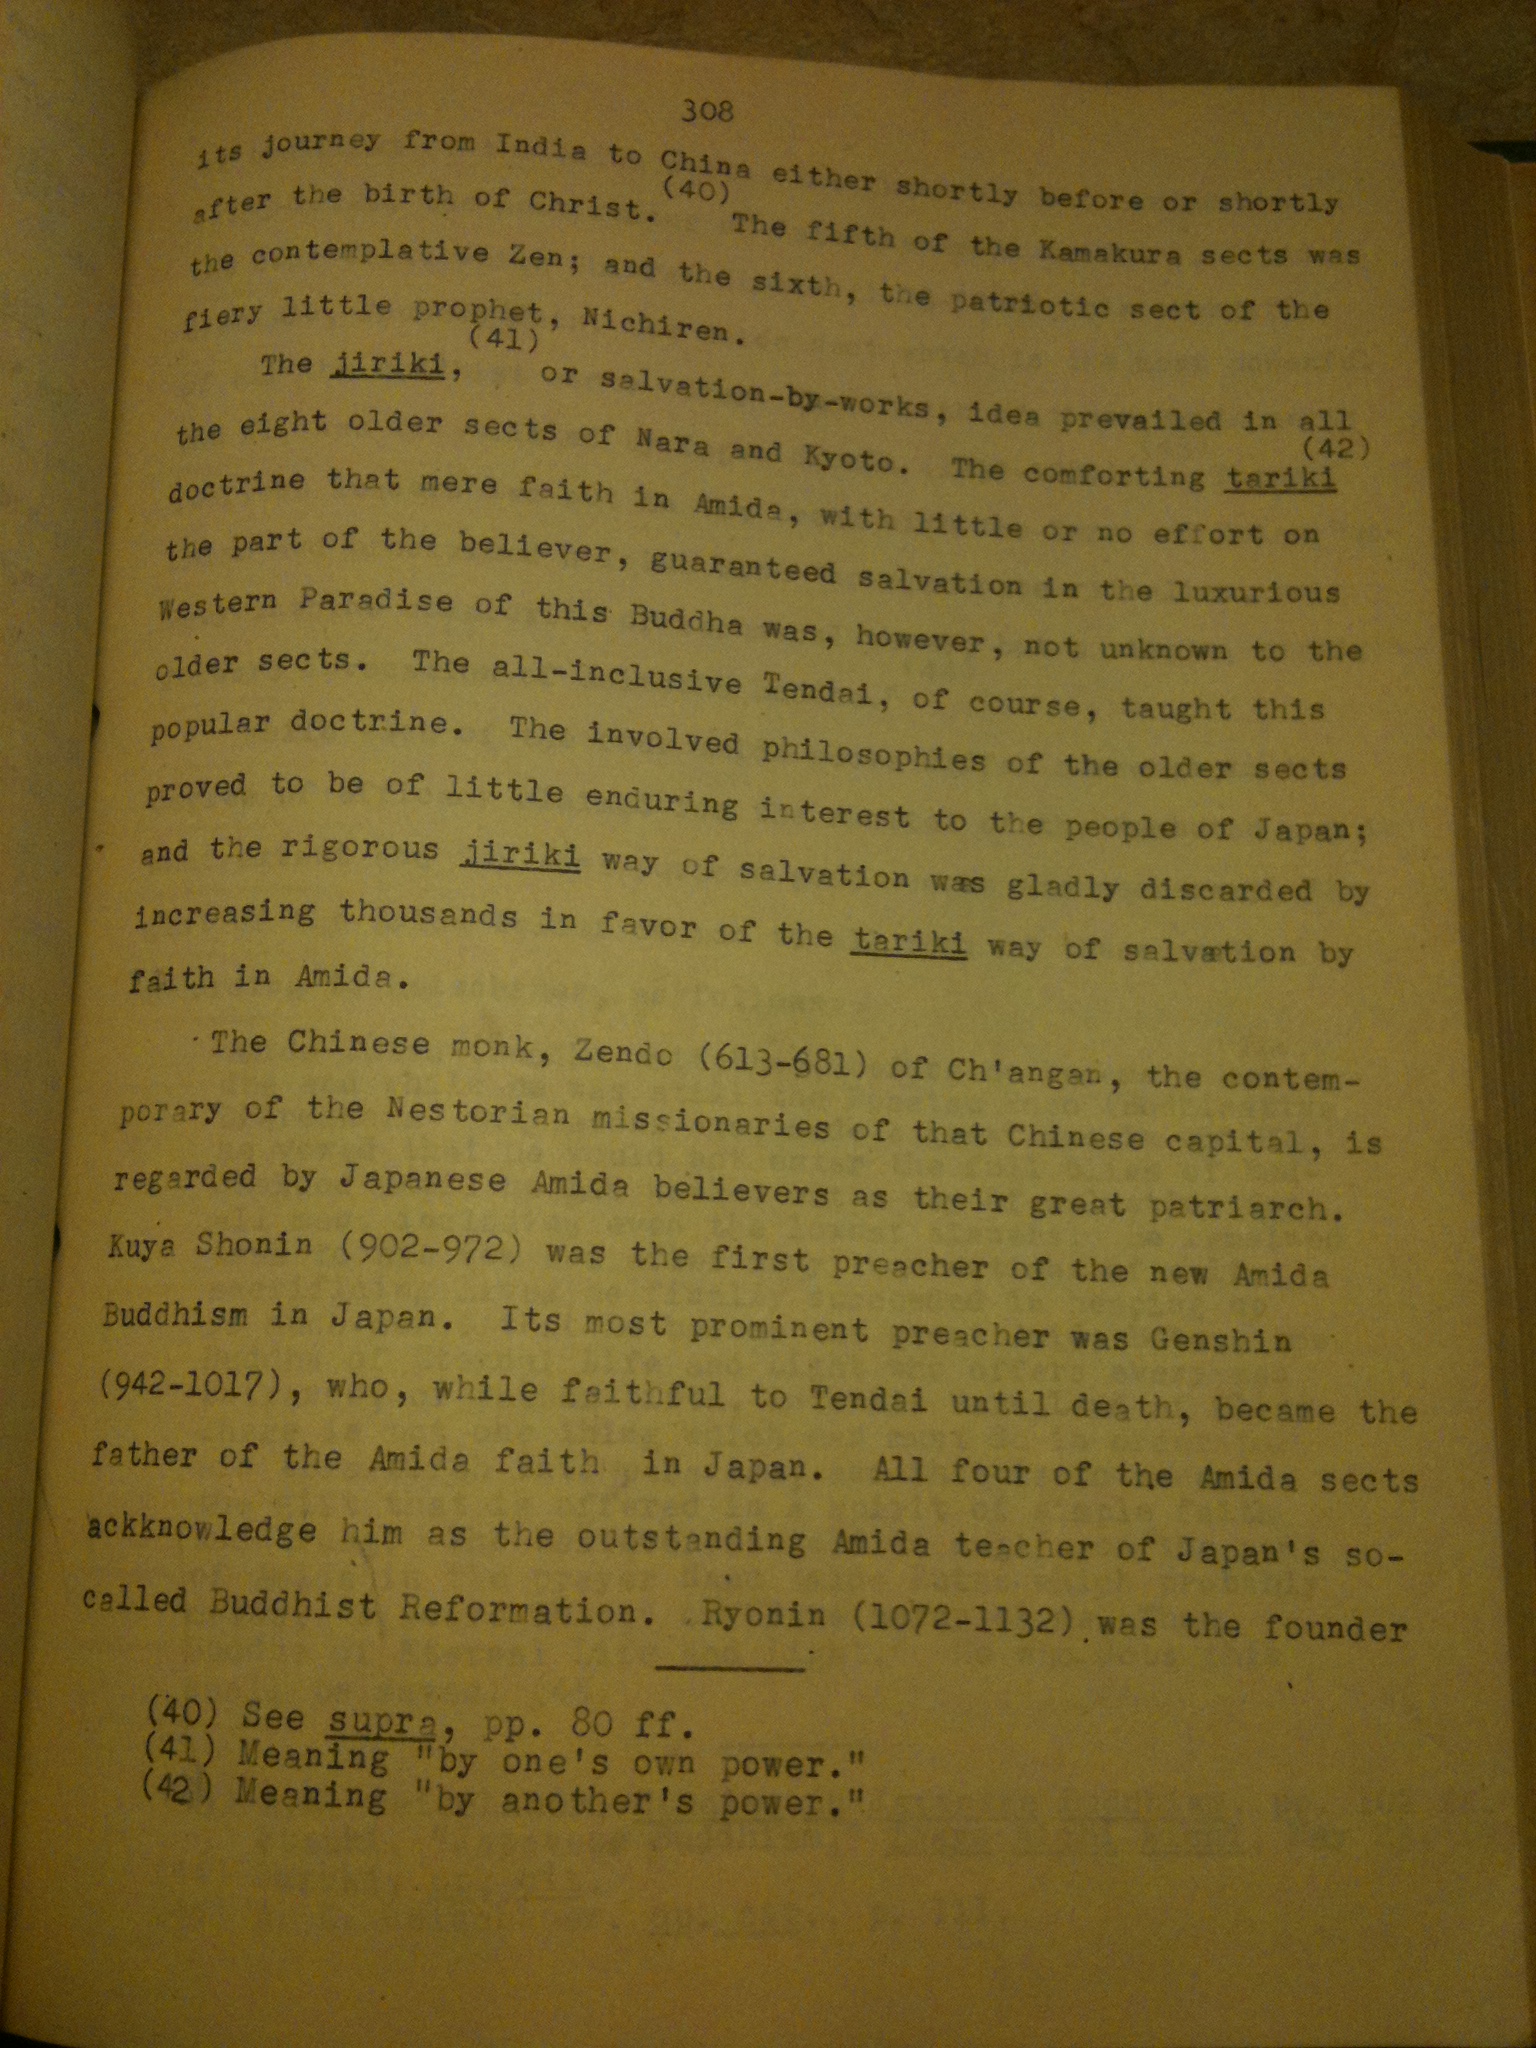 308
its journey from India to China either shortly before or shortly
after the birth of Christ.(40) The fifth of the Kamakura sects was
the contemplative Zen; and the sixth, the patriotic sect of the
fiery little prophet, Nichiren.
The jiriki,(41) or salvation-by-works, idea prevailed in all
the eight older sects of Nara and Kyoto. The comforting tariki(42)
doctrine that mere faith in Amida, with little or no effort on
the part of the believer, guaranteed salvation in the luxurious
Western Paradise of this Buddha was, however, not unknown to the
older sects. The all-inclusive Tendai, of course, taught this
popular doctrine. The involved philosophies of the older sects
proved to be of little enduring interest to the people of Japan;
and the rigorous jiriki way of salvation was gladly discarded by
increasing thousands in favor of the tariki way of salvation by
faith in Amida.
The Chinese monk, Zendo (613-681) of Ch'angan, the contem-
porary of the Nestorian missionaries of that Chinese capital, is
regarded by Japanese Amida believers as their great patriarch.
Kuya Shonin (902-972) was the first preacher of the new Amida
Buddhism in Japan. Its most prominent preacher was Genshin
(942-1017), who, while faithful to Tendai until death, became the
father of the Amida faith in Japan. All four of the Amida sects
ackknowledge him as the outstanding Amida teacher of Japan's so-
called Buddhist Reformation. Ryonin (1072-1132) was the founder
(40) See supra, pp. 80 ff.
(41) Meaning "by one's own power."
(42) Meaning "by another's power."